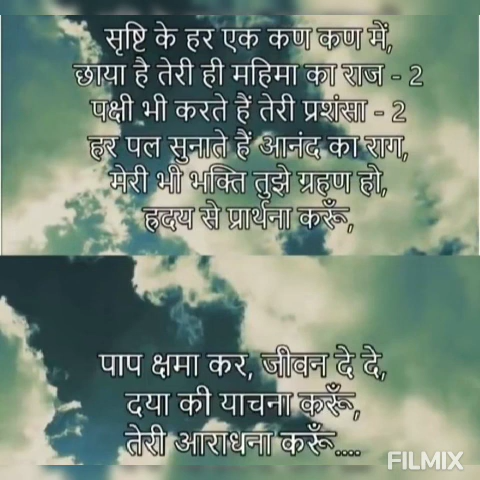 सृष्टि के हर एक कण कण में,
छाया है तेरी ही महिमा का राज - 2
पक्षी भी करते हैं तेरी प्रशंसा - 2
हर पल सुनाते हैं आनंद का राग,
मेरी भी भक्ति तुझे ग्रहण हो,
हृदय से प्रार्थना करूँ,
पाप क्षमा कर, जीवन दे दे,
दया की याचना करूँ,
तेरी आराधना करूँ....
FILMIX